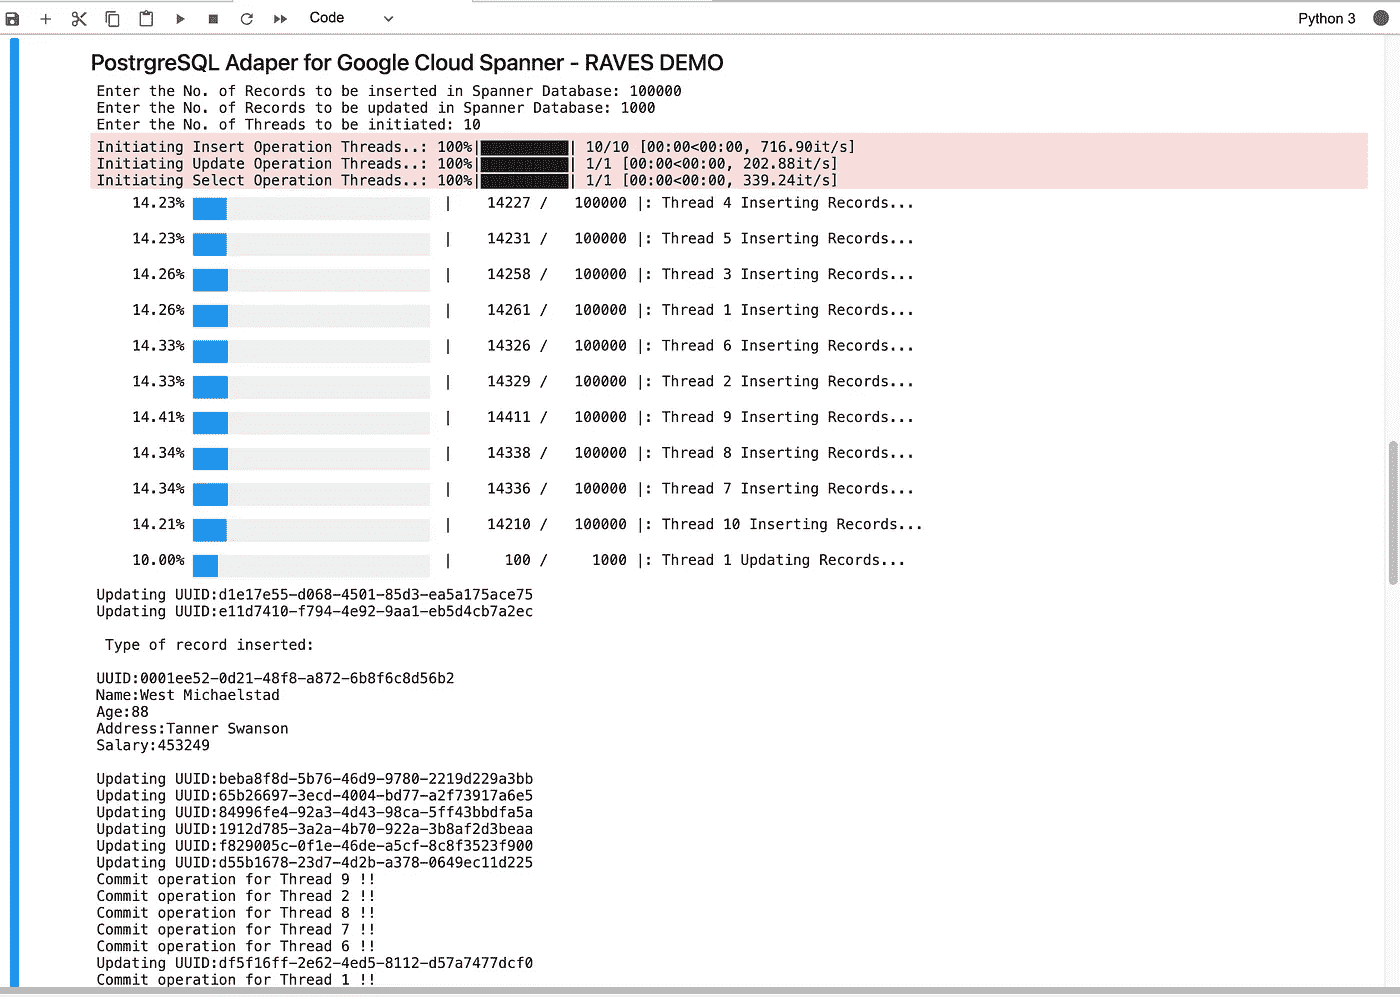 Code
Python 3
PostrgreSQL Adaper for Google Cloud Spanner - RAVES DEMO
Enter the No. of Records to be inserted in Spanner Database: 100000
Enter the No. of Records to be updated in Spanner Database: 1000
Enter the No. of Threads to be initiated: 10
Initiating Insert Operation Threads..: 100%|██████████| 10/10 [00:00<00:00, 716.90it/s]
Initiating Update Operation Threads..: 100%|██████████| 1/1 [00:00<00:00, 202.88it/s]
Initiating Select Operation Threads..: 100%|██████████| 1/1 [00:00<00:00, 339.24it/s]
14.23% | 14227 / 100000 |: Thread 4 Inserting Records...
14.23% | 14231 / 100000 |: Thread 5 Inserting Records...
14.26% | 14258 / 100000 |: Thread 3 Inserting Records...
14.26% | 14261 / 100000 |: Thread 1 Inserting Records...
14.33% | 14326 / 100000 |: Thread 6 Inserting Records...
14.33% | 14329 / 100000 |: Thread 2 Inserting Records...
14.41% | 14411 / 100000 |: Thread 9 Inserting Records...
14.34% | 14338 / 100000 |: Thread 8 Inserting Records...
14.34% | 14336 / 100000 |: Thread 7 Inserting Records...
14.21% | 14210 / 100000 |: Thread 10 Inserting Records...
10.00% | 100 / 1000 |: Thread 1 Updating Records...
Updating UUID:d1e17e55-d068-4501-85d3-ea5a175ace75
Updating UUID:e11d7410-f794-4e92-9aa1-eb5d4cb7a2ec
Type of record inserted:
UUID:0001ee52-0d21-48f8-a872-6b8f6c8d56b2
Name:West Michaelstad
Age:88
Address:Tanner Swanson
Salary:453249
Updating UUID:beba8f8d-5b76-46d9-9780-2219d229a3bb
Updating UUID:65b26697-3ecd-4004-bd77-a2f73917a6e5
Updating UUID:84996fe4-92a3-4d43-98ca-5ff43bbdfa5a
Updating UUID:1912d785-3a2a-4b70-922a-3b8af2d3beaa
Updating UUID:f829005c-0f1e-46de-a5cf-8c8f3523f900
Updating UUID:d55b1678-23d7-4d2b-a378-0649ec11d225
Commit operation for Thread 9 !!
Commit operation for Thread 2 !!
Commit operation for Thread 8 !!
Commit operation for Thread 7 !!
Commit operation for Thread 6 !!
Updating UUID:df5f16ff-2e62-4ed5-8112-d57a7477dcf0
Commit operation for Thread 1 !!